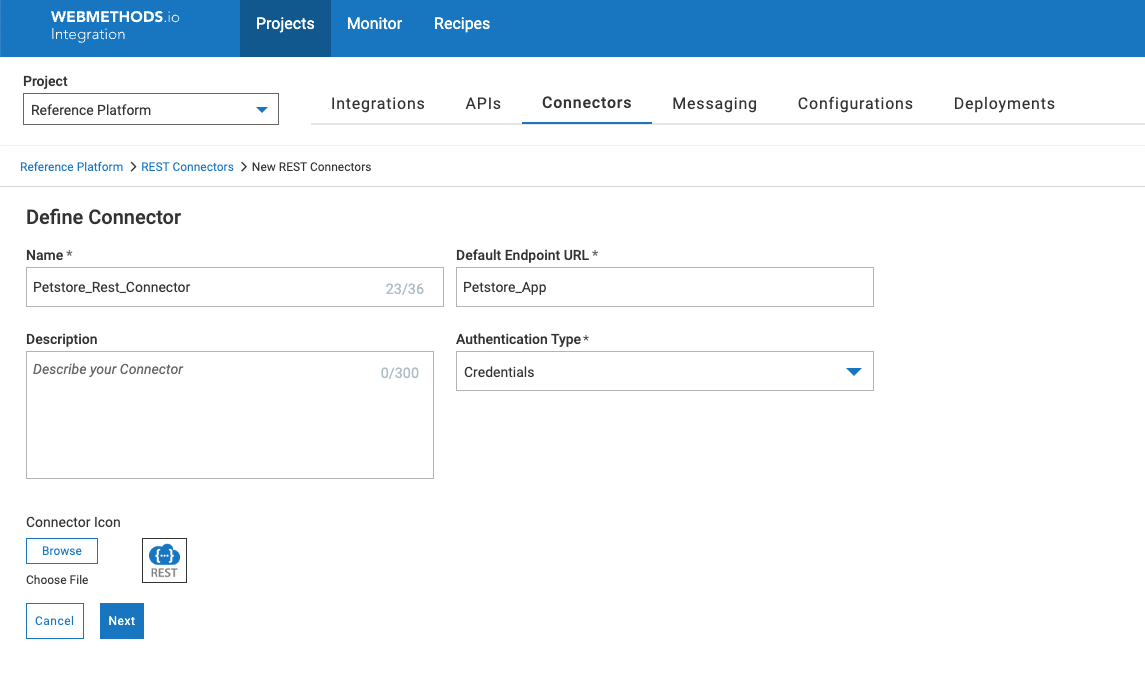 WEBMETHODS.io
Integration
Projects
Monitor
Recipes
Project
Reference Platform
Integrations
APIs
Connectors
Messaging
Configurations
Deployments
Reference Platform > REST Connectors > New REST Connectors
Define Connector
Name *
Default Endpoint URL *
Petstore_Rest_Connector 23/36
Petstore_App
Description
Authentication Type*
Describe your Connector 0/300
Credentials
Connector Icon
Browse
{...}
REST
Choose File
Cancel
Next